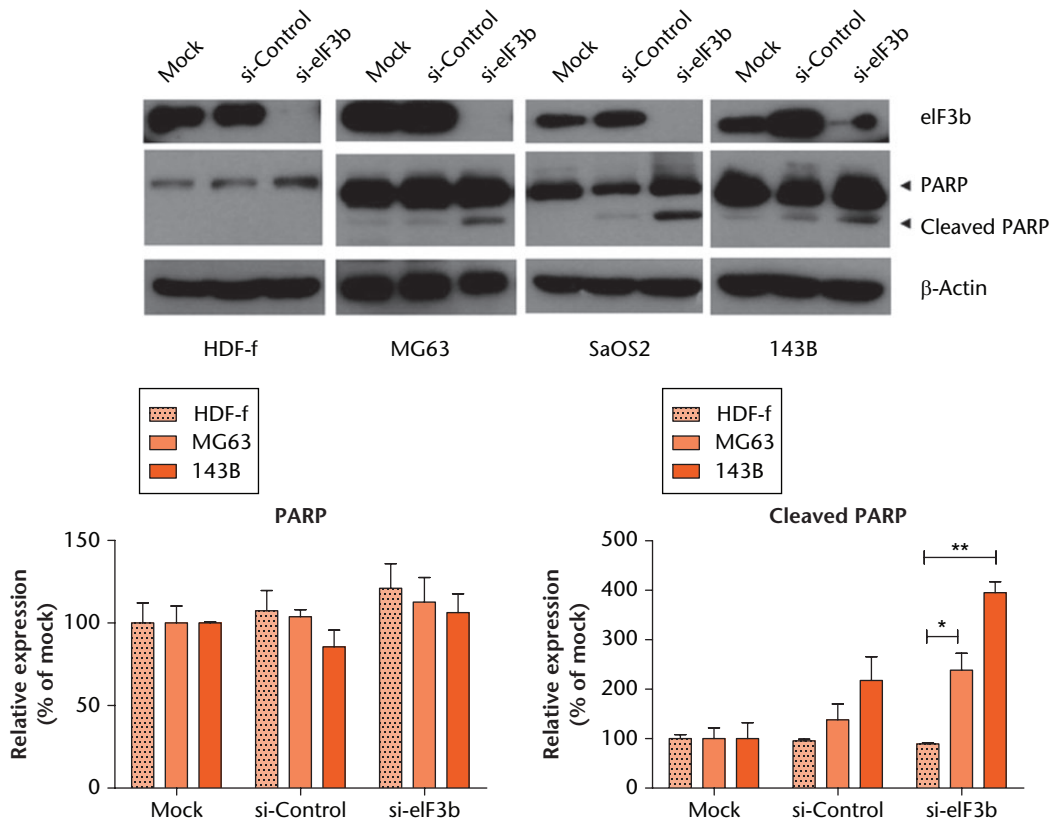 Mock si-Control si-eIF3b Mock si-Control si-eIF3b Mock si-Control si-eIF3b Mock si-Control si-eIF3b
eIF3b
PARP
Cleaved PARP
β-Actin
HDF-f MG63 SaOS2 143B
HDF-f
MG63
143B
PARP
Relative expression
(% of mock)
150
100
50
0
Mock si-Control si-eIF3b
HDF-f
MG63
143B
Cleaved PARP
Relative expression
(% of mock)
500
400
300
200
100
0
**
*
Mock si-Control si-eIF3b